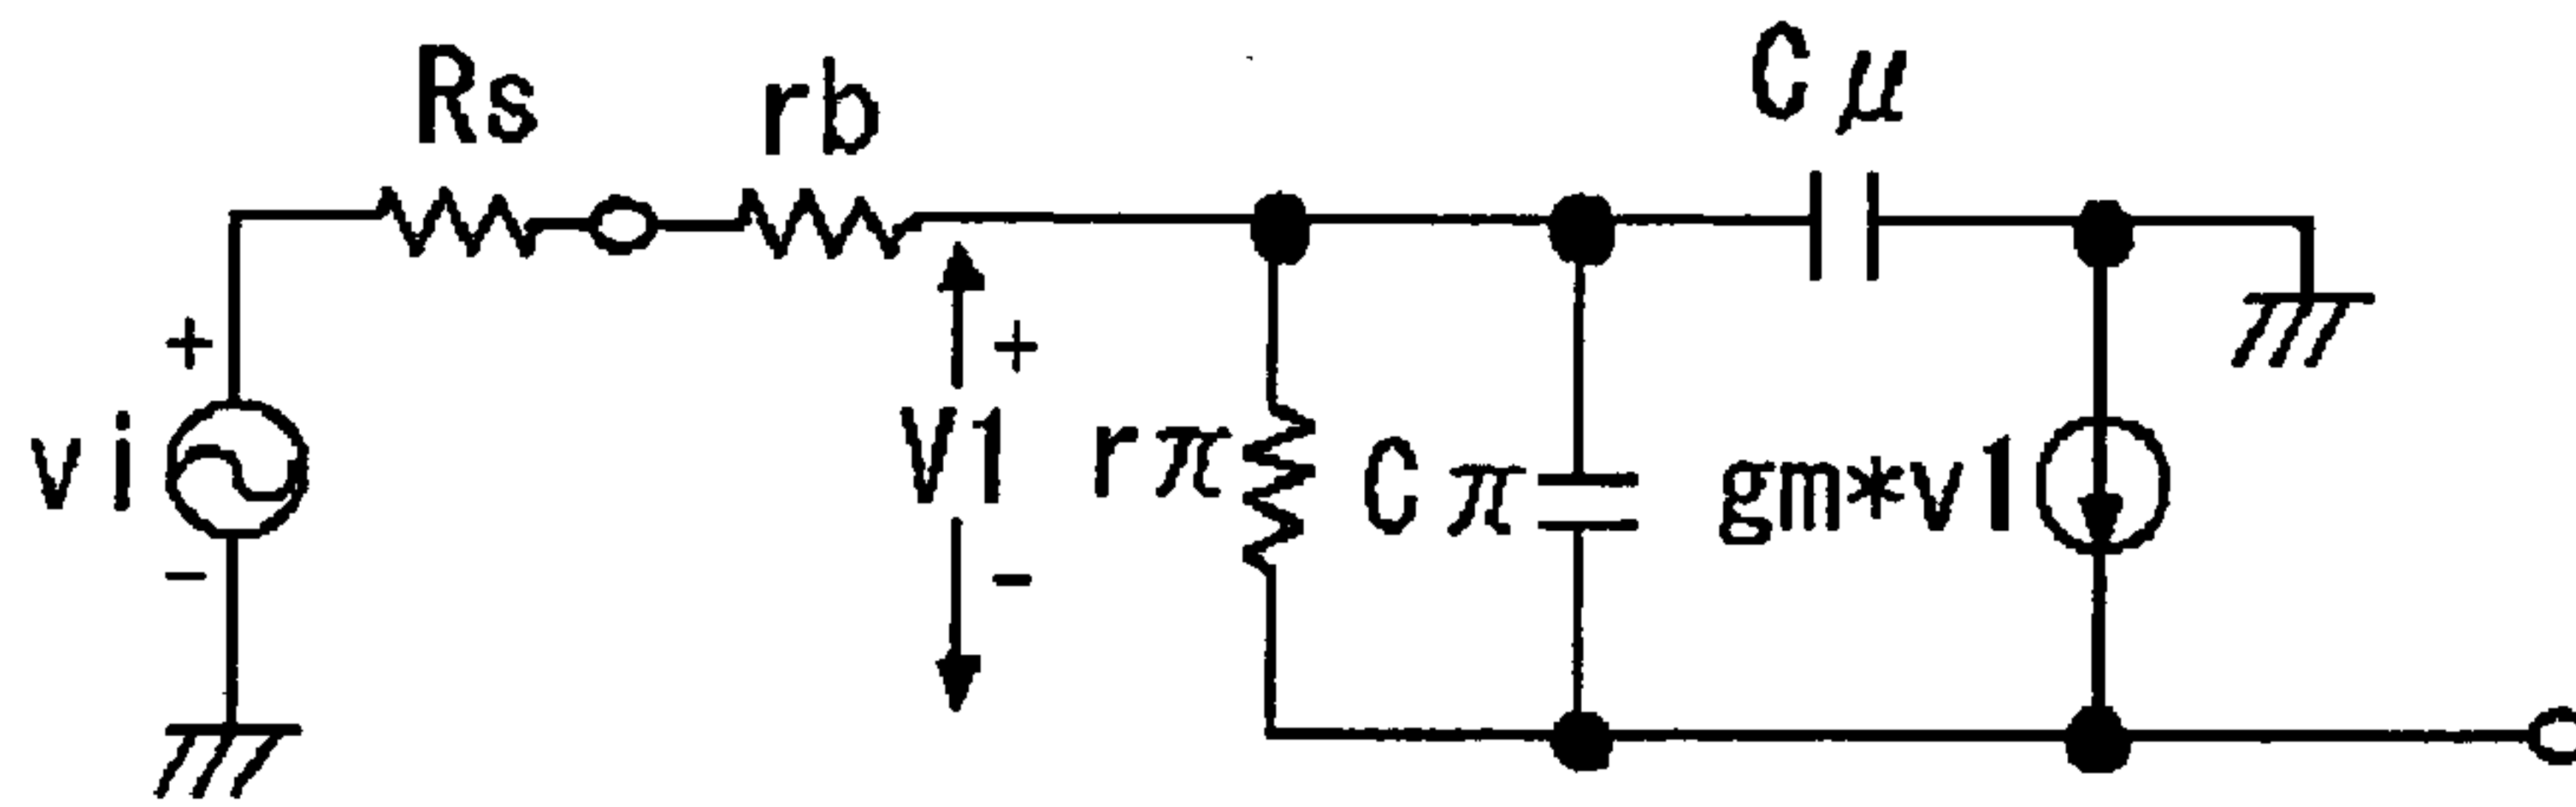 Rs
rb
Cμ
+
vi
-
+
V1
-
rπ
Cπ
gm*v1